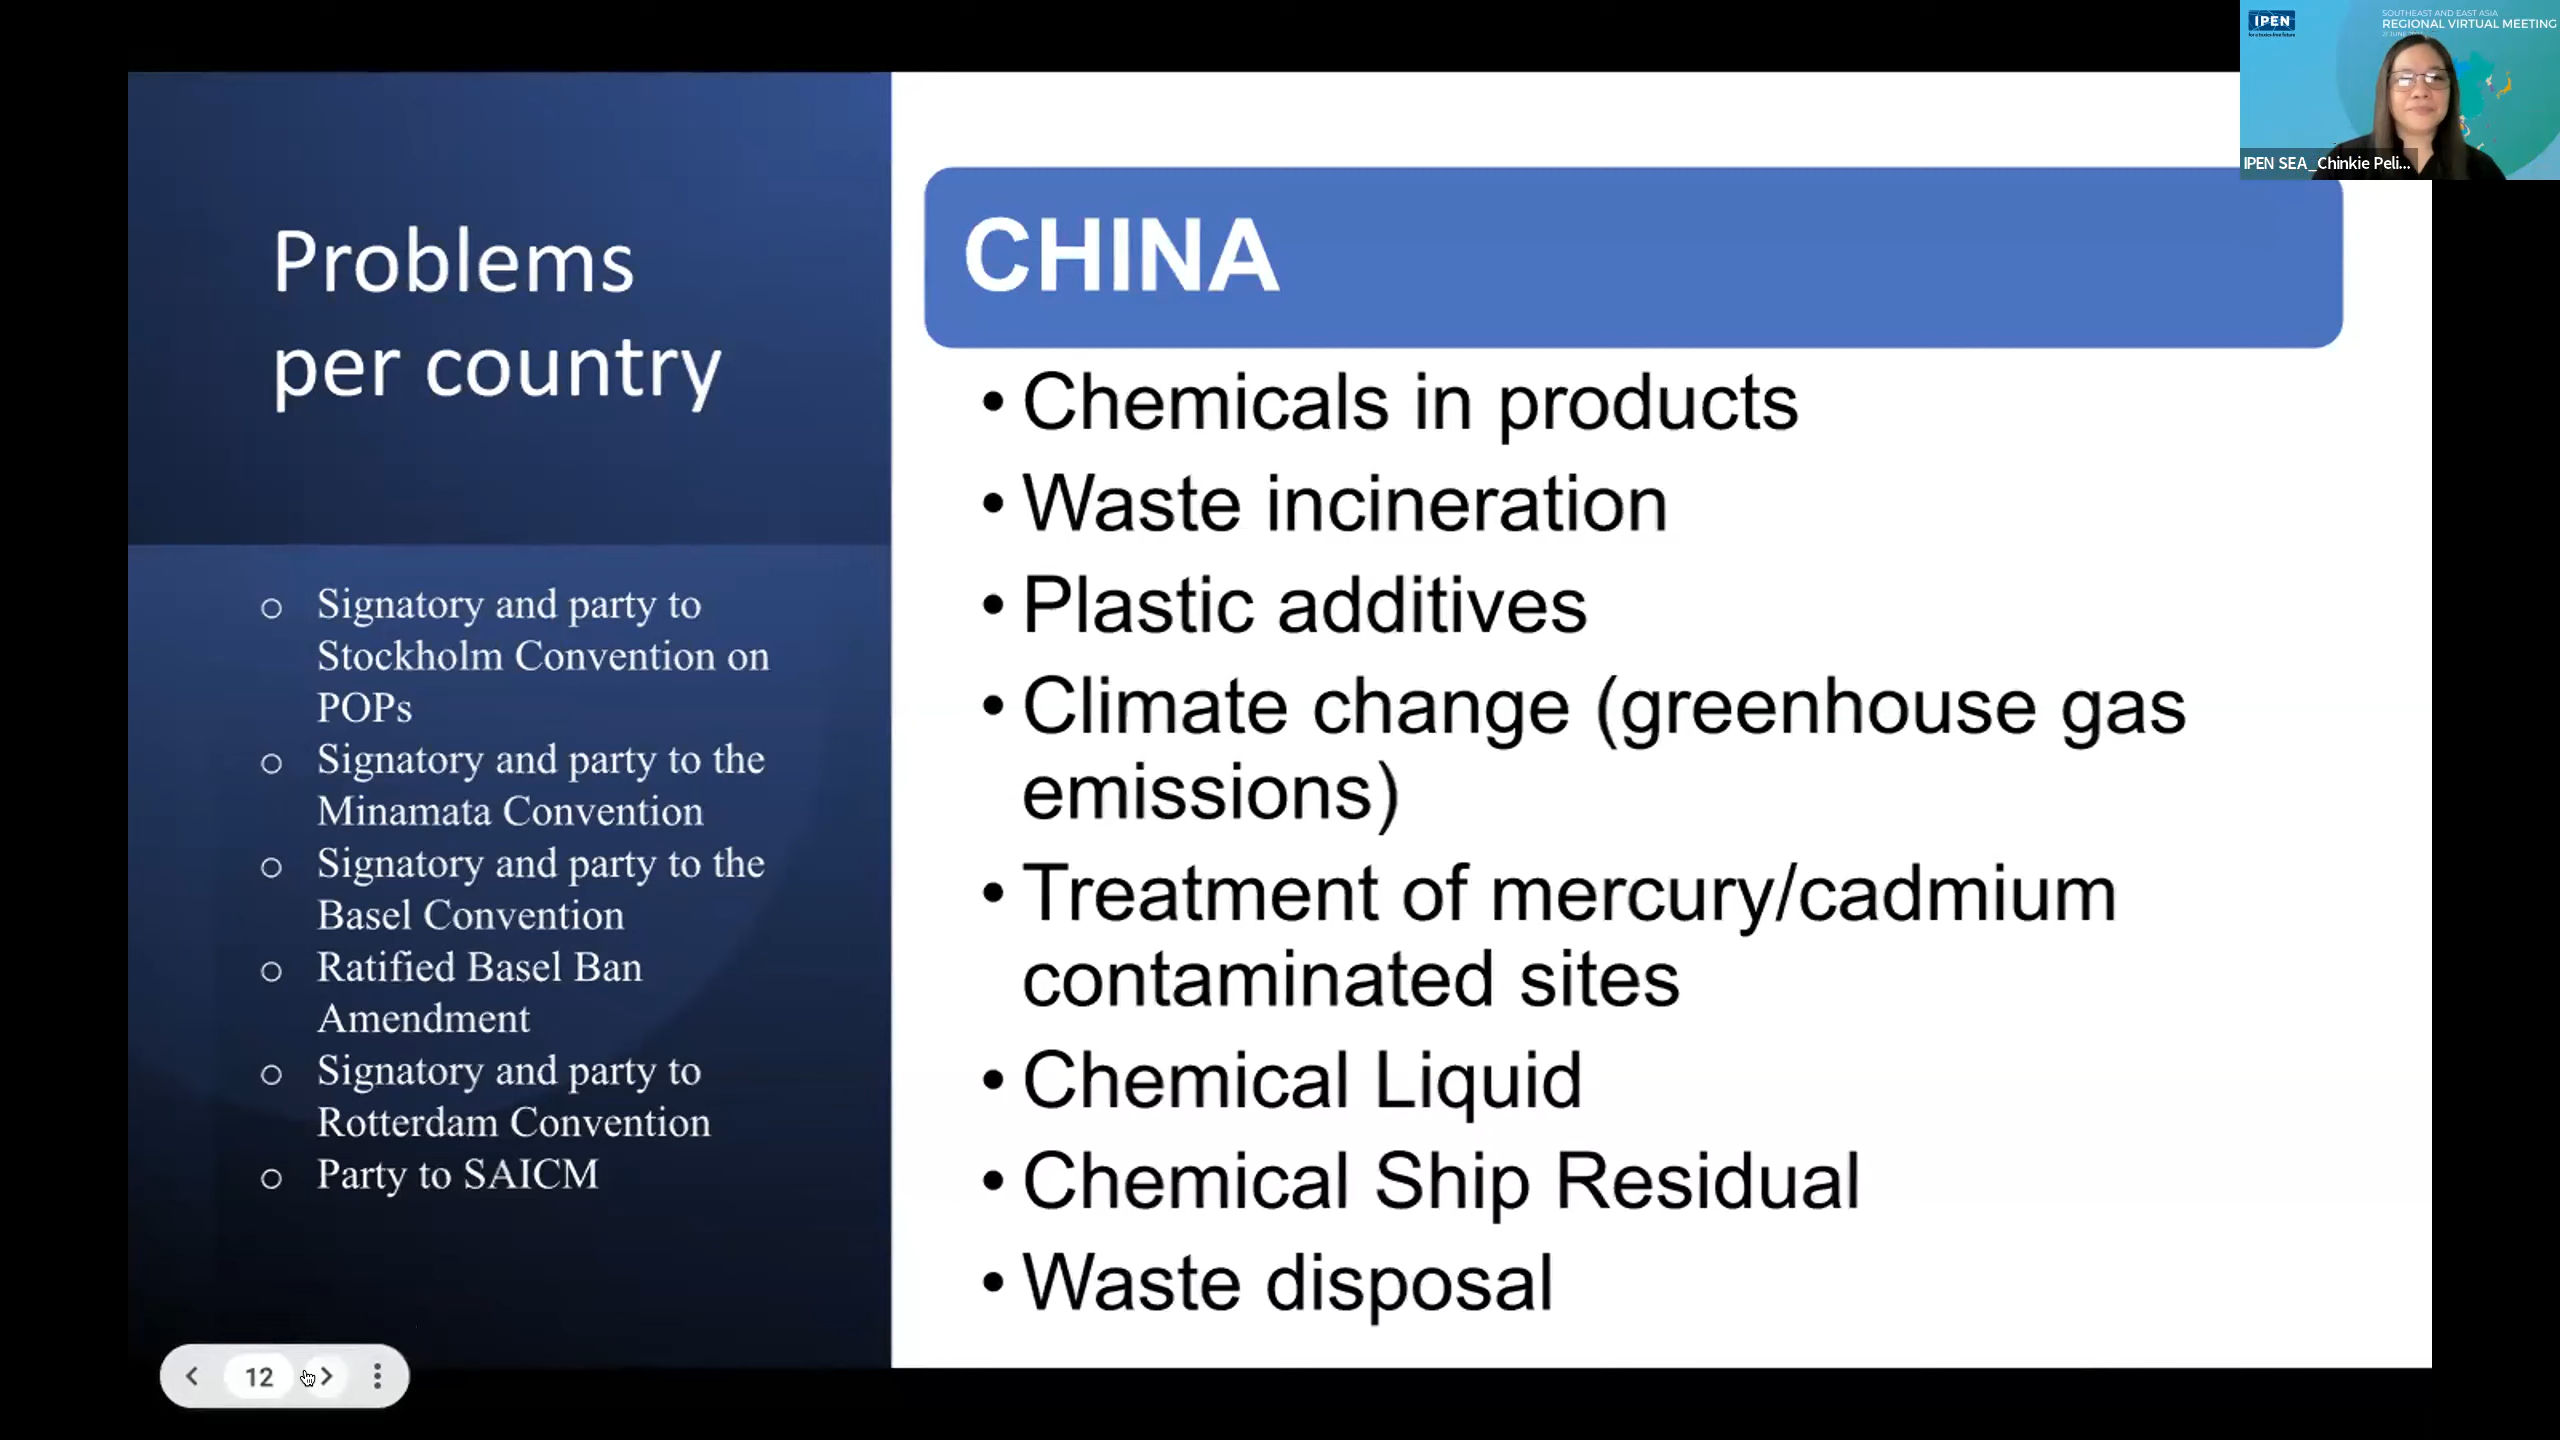 Problems
per country
o Signatory and party to
Stockholm Convention on
POPs
o Signatory and party to the
Minamata Convention
o Signatory and party to the
Basel Convention
o Ratified Basel Ban
Amendment
o Signatory and party to
Rotterdam Convention
o Party to SAICM
CHINA
• Chemicals in products
• Waste incineration
• Plastic additives
• Climate change (greenhouse gas
emissions)
• Treatment of mercury/cadmium
contaminated sites
• Chemical Liquid
• Chemical Ship Residual
• Waste disposal
12
IPEN
for a toxics-free future
SOUTHEAST AND EAST ASIA
REGIONAL VIRTUAL MEETING
IPEN SEA_Chinkie Peli...